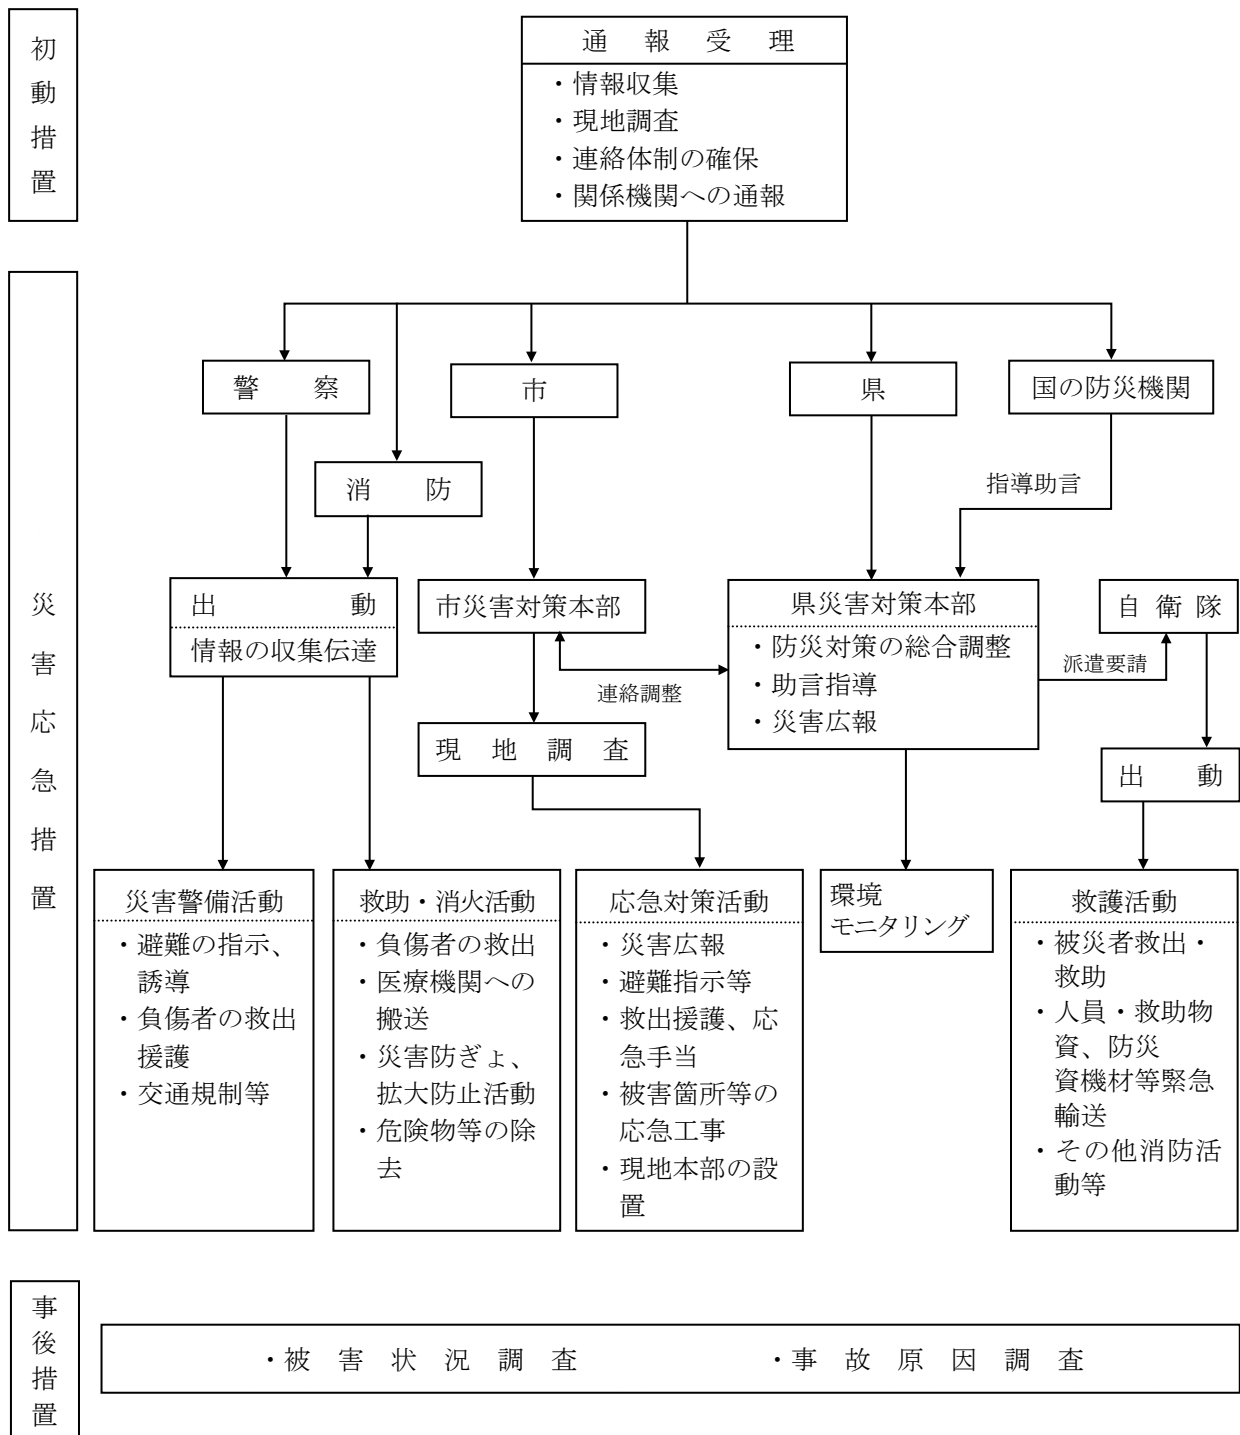 初動措置
通報受理
・情報収集
・現地調査
・連絡体制の確保
・関係機関への通報
災害応急措置
警察
市
県
国の防災機関
消防
指導助言
出動
情報の収集伝達
市災害対策本部
県災害対策本部
・防災対策の総合調整
・助言指導
・災害広報
自衛隊
連絡調整
派遣要請
現地調査
出動
災害警備活動
・避難の指示、
誘導
・負傷者の救出
援護
・交通規制等
救助・消火活動
・負傷者の救出
・医療機関への
搬送
・災害防ぎょ、
拡大防止活動
・危険物等の除
去
応急対策活動
・災害広報
・避難指示等
・救出援護、応
急手当
・被害箇所等の
応急工事
・現地本部の設
置
環境
モニタリング
救護活動
・被災者救出・
救助
・人員・救助物
資、防災
資機材等緊急
輸送
・その他消防活
動等
事後措置
・被害状況調査 ・事故原因調査